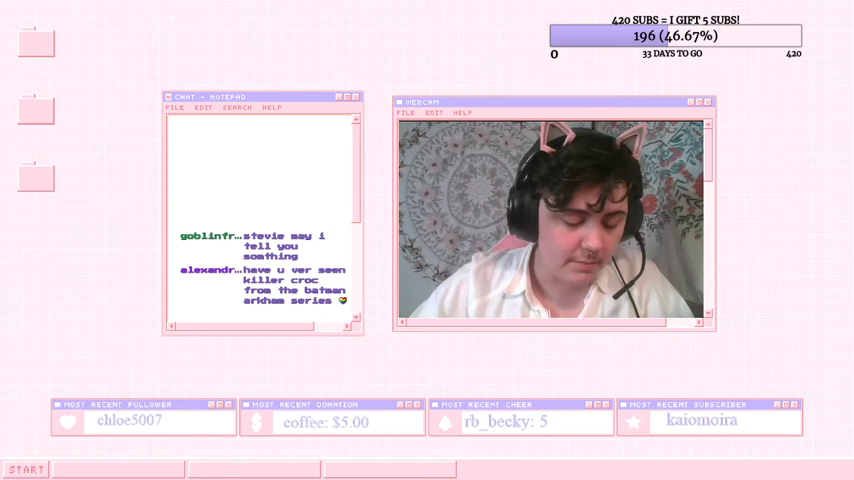 420 SUBS = I GIFT 5 SUBS!
196 (46.67%)
0 33 DAYS TO GO 420
CHAT - NOTEPAD
FILE EDIT SEARCH HELP
goblinfr... stevie may i
tell you
somthing
alexandr... have u ver seen
killer croc
from the batman
arkham series
WEBCAM
FILE EDIT HELP
MOST RECENT FOLLOWER
chloe5007
MOST RECENT DONATION
coffee: $5.00
MOST RECENT CHEER
rb_becky: 5
MOST RECENT SUBSCRIBER
kaiomoira
START